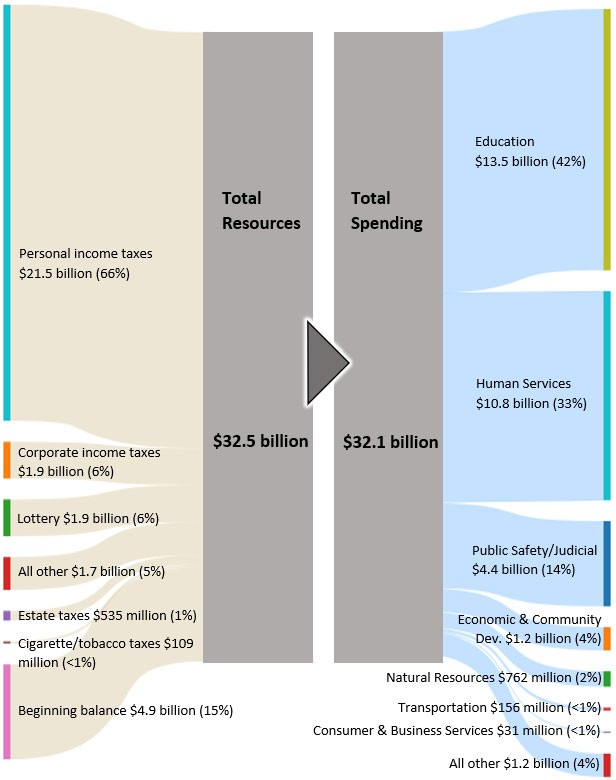 Personal income taxes
$21.5 billion (66%)
Corporate income taxes
$1.9 billion (6%)
Lottery $1.9 billion (6%)
All other $1.7 billion (5%)
Estate taxes $535 million (1%)
Cigarette/tobacco taxes $109
million (<1%)
Beginning balance $4.9 billion (15%)
Total
Resources
$32.5 billion
Total
Spending
$32.1 billion
Education
$13.5 billion (42%)
Human Services
$10.8 billion (33%)
Public Safety/Judicial
$4.4 billion (14%)
Economic & Community
Dev. $1.2 billion (4%)
Natural Resources $762 million (2%)
Transportation $156 million (<1%)
Consumer & Business Services $31 million (<1%)
All other $1.2 billion (4%)